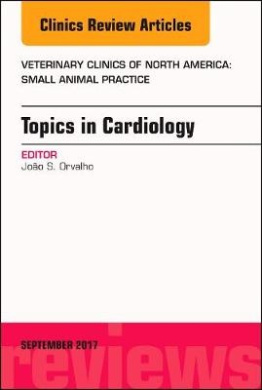 Clinics Review Articles
VETERINARY CLINICS OF NORTH AMERICA:
SMALL ANIMAL PRACTICE
Topics in Cardiology
EDITOR
João S. Orvalho
SEPTEMBER 2017
reviews